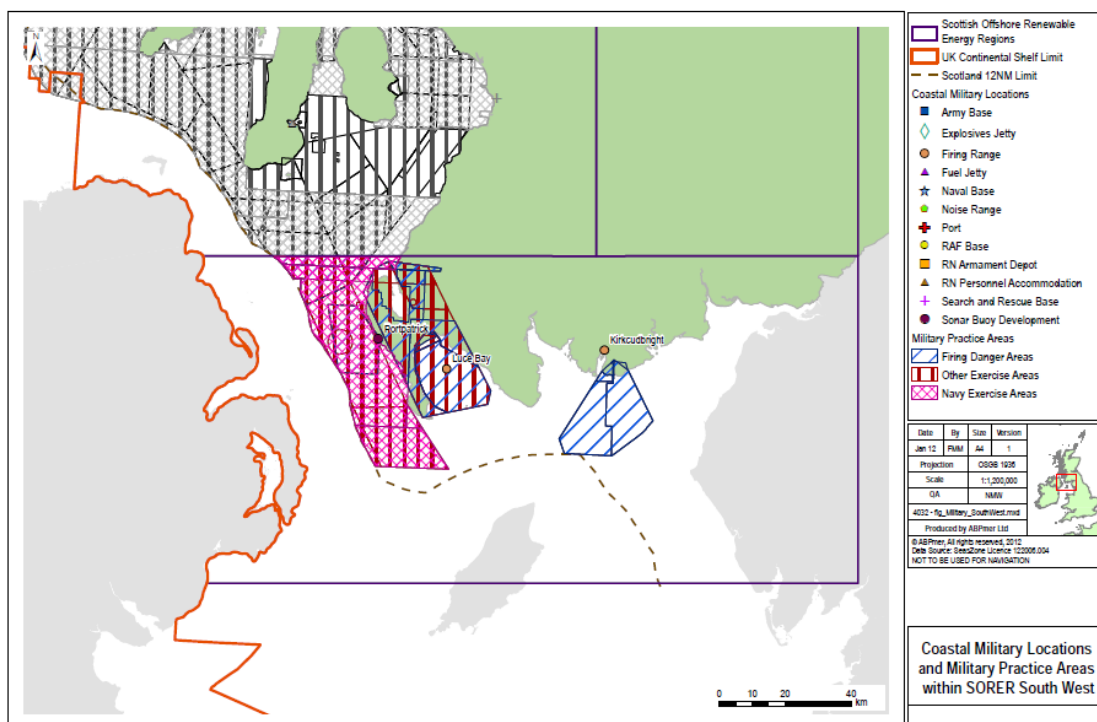 N
Portpatrick
Luce Bay
Kirkcudbright
0 10 20 40
km
Scottish Offshore Renewable
Energy Regions
UK Continental Shelf Limit
Scotland 12NM Limit
Coastal Military Locations
Army Base
Explosives Jetty
Firing Range
Fuel Jetty
Naval Base
Noise Range
Port
RAF Base
RN Armament Depot
RN Personnel Accommodation
Search and Rescue Base
Sonar Buoy Development
Military Practice Areas
Firing Danger Areas
Other Exercise Areas
Navy Exercise Areas
Date By Size Version
Jan 12 FMM A4 1
Projection OSGB 1936
Scale 1:1,200,000
QA NMW
4032 - fig_Military_SouthWest.mxd
Produced by ABPmer Ltd
© ABPmer, All rights reserved, 2012
Data Source: SeaZone Licence 122006.004
NOT TO BE USED FOR NAVIGATION
Coastal Military Locations
and Military Practice Areas
within SORER South West